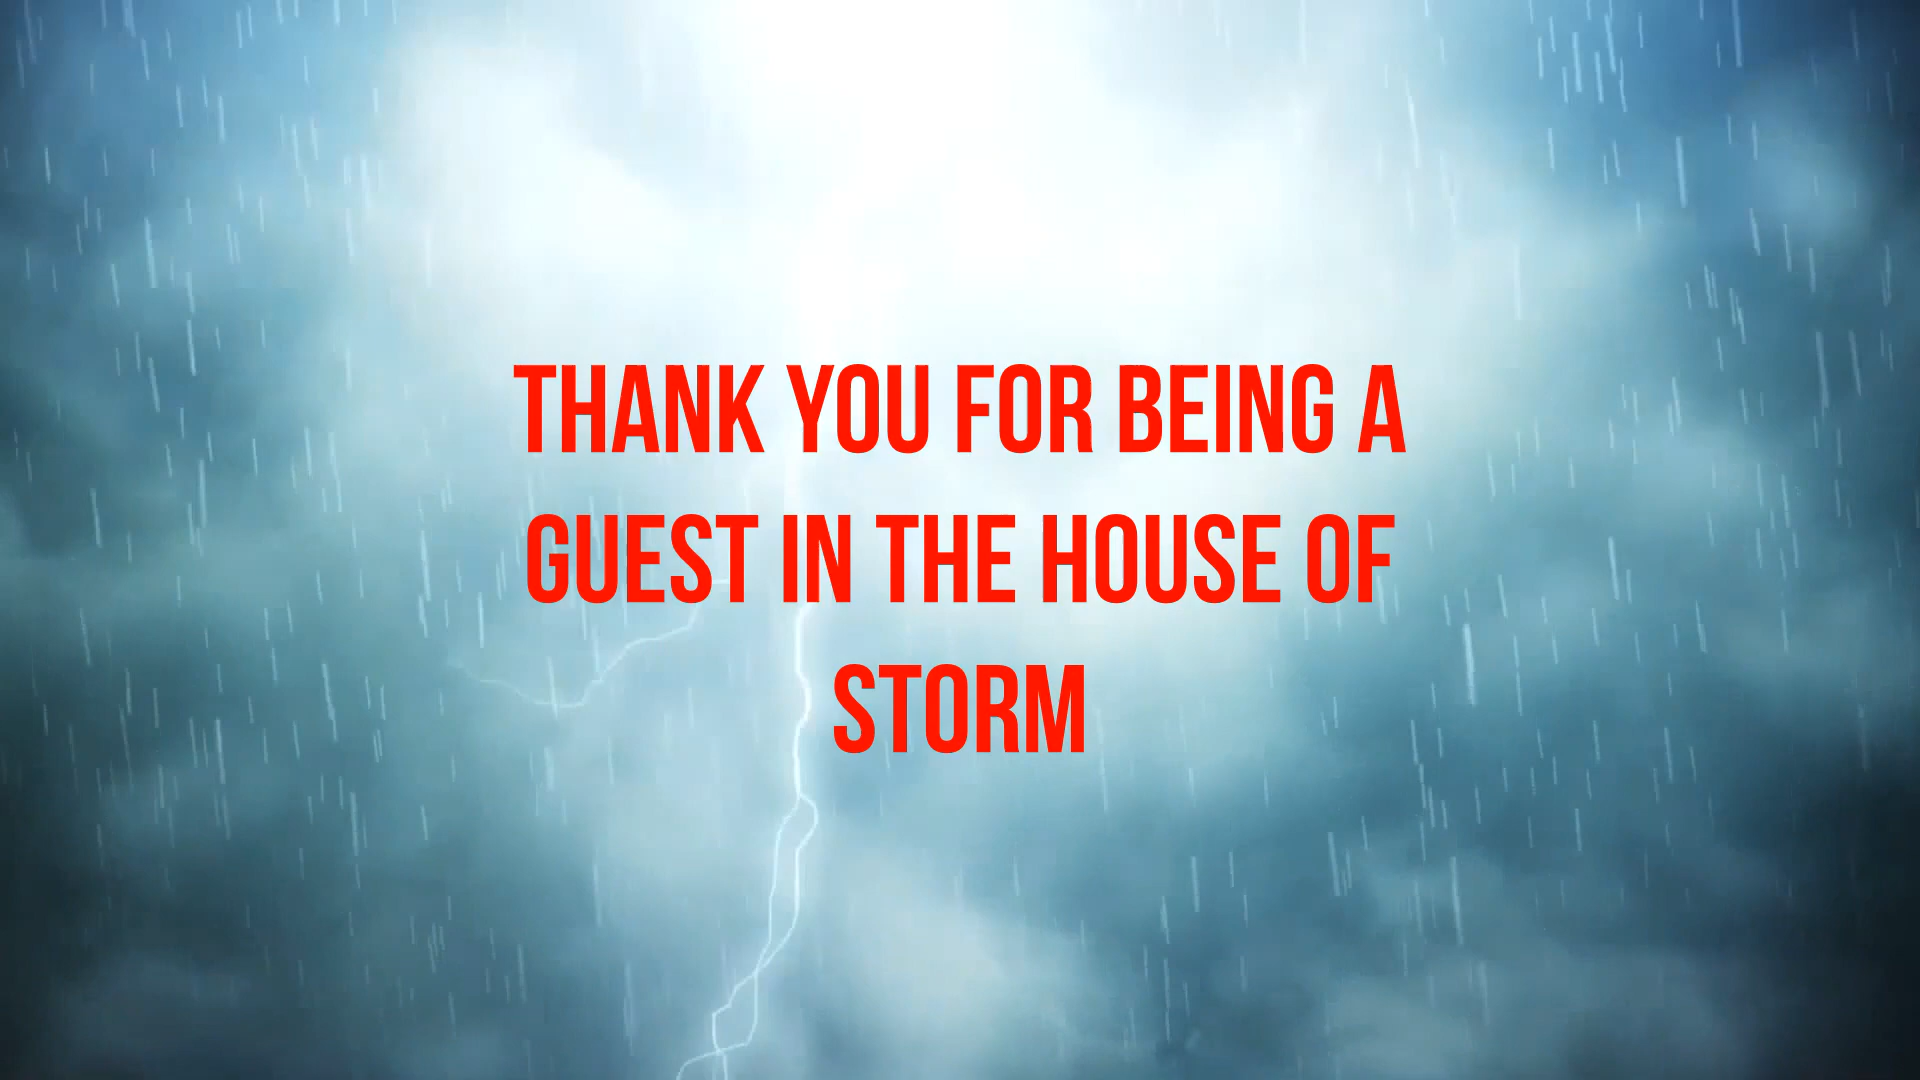 THANK YOU FOR BEING A
GUEST IN THE HOUSE OF
STORM